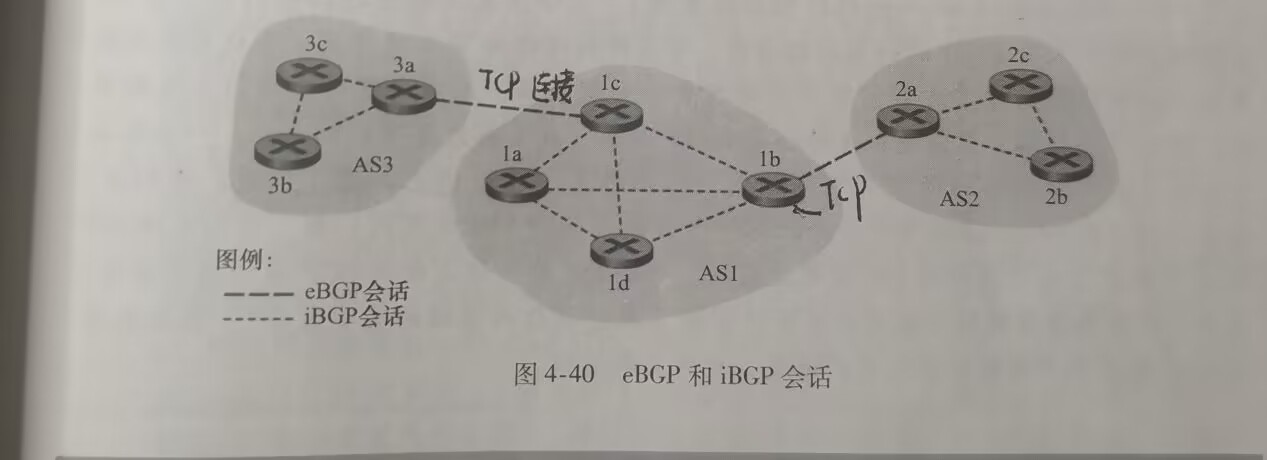 3c
3a
TCP 连接
1c
2a
2c
3b
AS3
1a
1b
TCP
AS2
2b
1d
AS1
图例：
eBGP会话
iBGP会话
图 4-40 eBGP 和 iBGP 会话